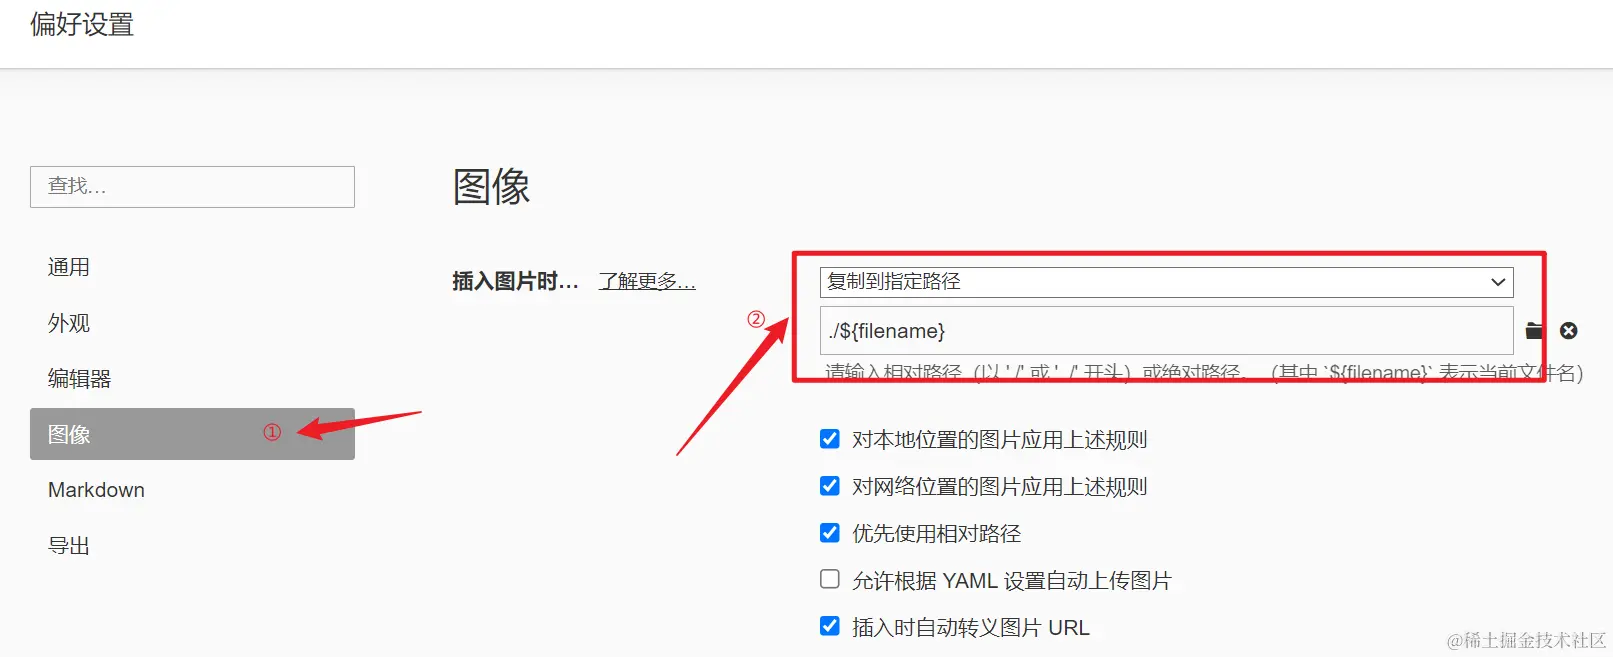 偏好设置
查找...
通用
外观
编辑器
图像 ①
Markdown
导出
图像
插入图片时... 了解更多...
②
复制到指定路径
./${filename}
请输入相对路径（以 './' 或 '../' 开头）或绝对路径。（其中 `${filename}` 表示当前文件名)
对本地位置的图片应用上述规则
对网络位置的图片应用上述规则
优先使用相对路径
允许根据 YAML 设置自动上传图片
插入时自动转义图片 URL
@稀土掘金技术社区